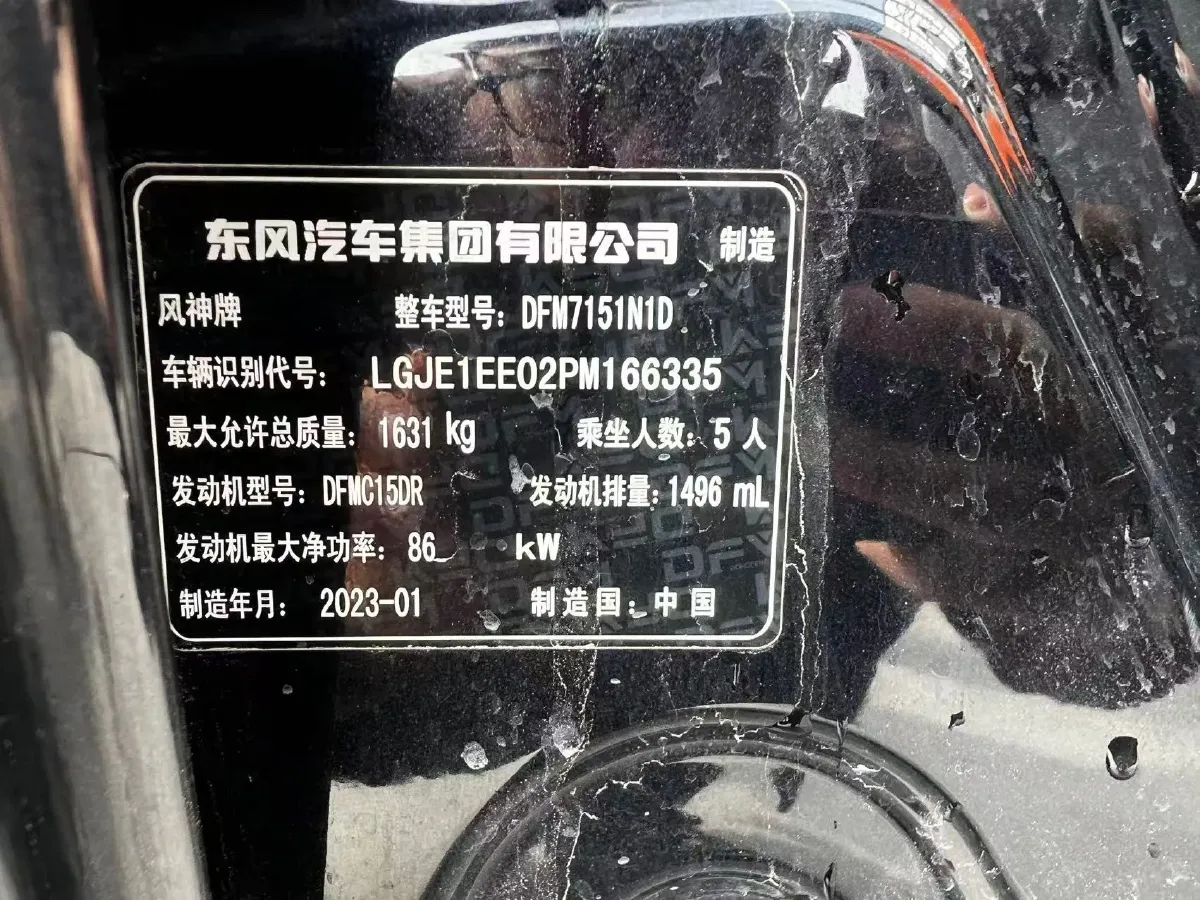 东风汽车集团有限公司 制造
风神牌 整车型号：DFM7151N1D
车辆识别代号： LGJE1EE02PM166335
最大允许总质量： 1631 kg 乘坐人数：5 人
发动机型号：DFMC15DR 发动机排量：1496 mL
发动机最大净功率： 86 kW
制造年月： 2023-01 制造国：中国